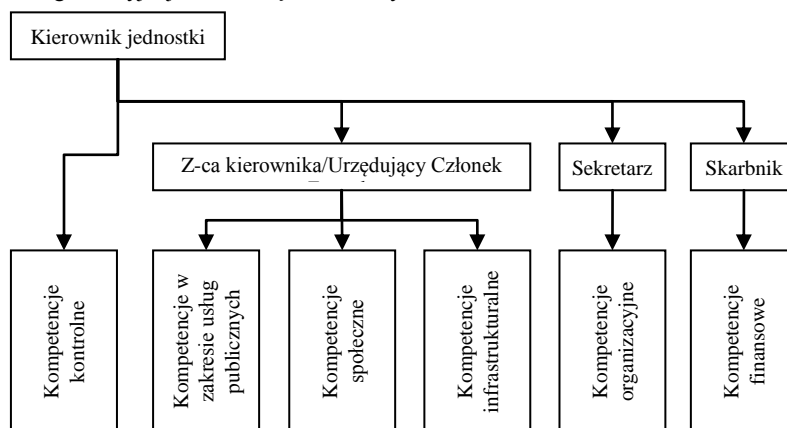 Kierownik jednostki
Z-ca kierownika/Urzędujący Członek
Sekretarz
Skarbnik
Kompetencje
kontrolne
Kompetencje w
zakresie usług
publicznych
Kompetencje
społeczne
Kompetencje
infrastrukturalne
Kompetencje
organizacyjne
Kompetencje
finansowe